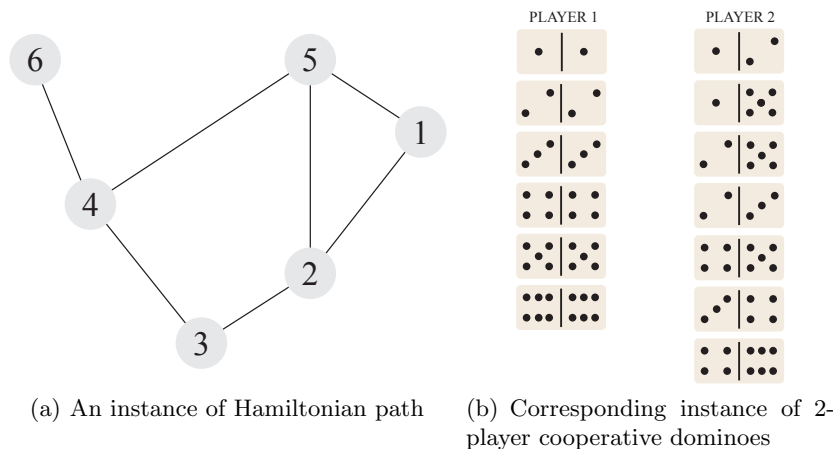 PLAYER 1
PLAYER 2
6
5
1
4
2
3
(a) An instance of Hamiltonian path
(b) Corresponding instance of 2-
player cooperative dominoes